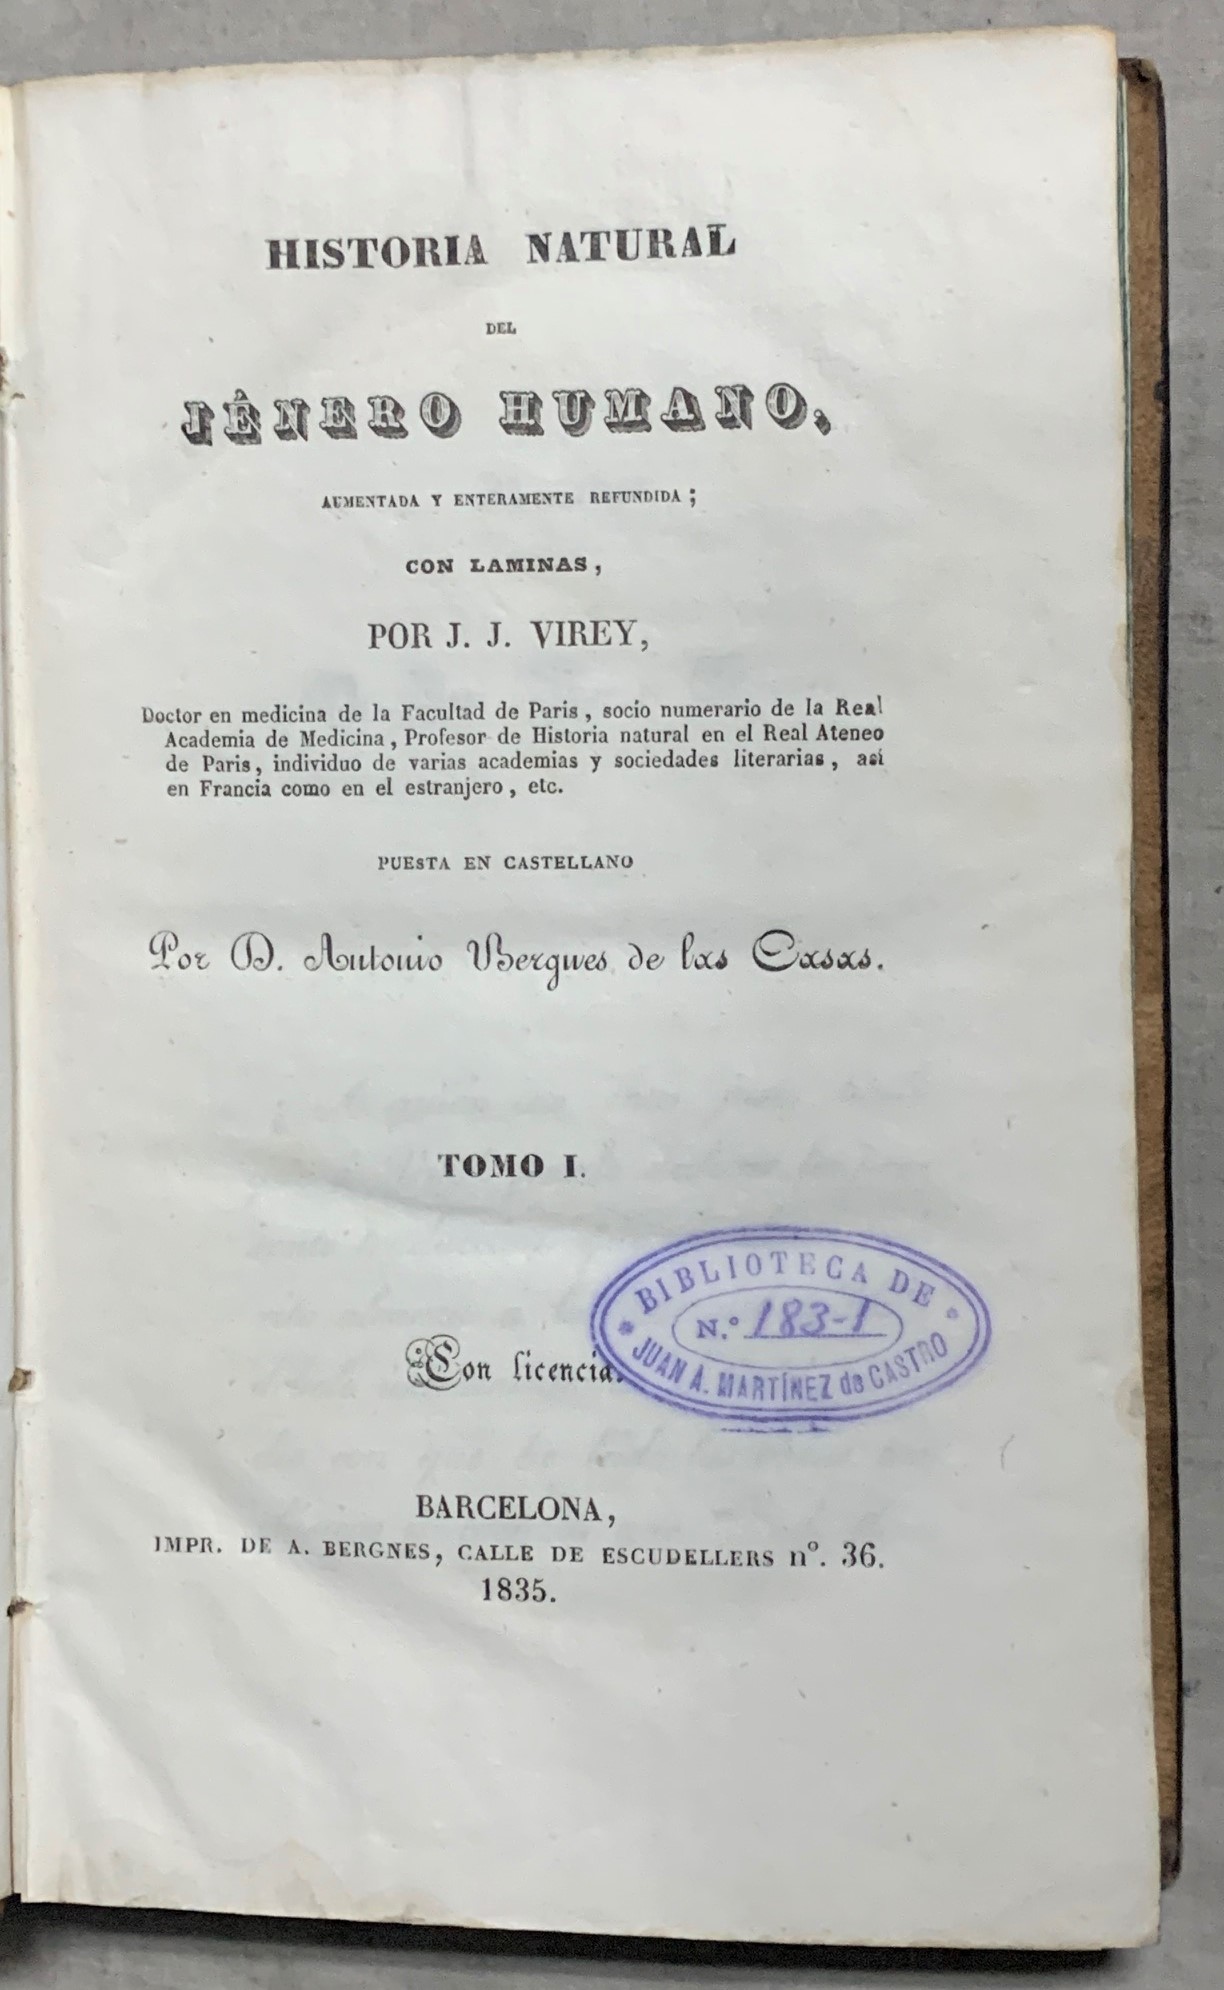 HISTORIA NATURAL
DEL
JÉNERO HUMANO,
AUMENTADA Y ENTERAMENTE REFUNDIDA;
CON LAMINAS,
POR J. J. VIREY,
Doctor en medicina de la Facultad de Paris, socio numerario de la Real
Academia de Medicina, Profesor de Historia natural en el Real Ateneo
de Paris, individuo de varias academias y sociedades literarias, asi
en Francia como en el estranjero, etc.
PUESTA EN CASTELLANO
Por D. Antonio Bergnes de las Casas.
TOMO I.
BIBLIOTECA DE
N.º 183-1
JUAN A. MARTÍNEZ de CASTRO
Con licencia.
BARCELONA,
IMPR. DE A. BERGNES, CALLE DE ESCUDELLERS nº. 36.
1835.